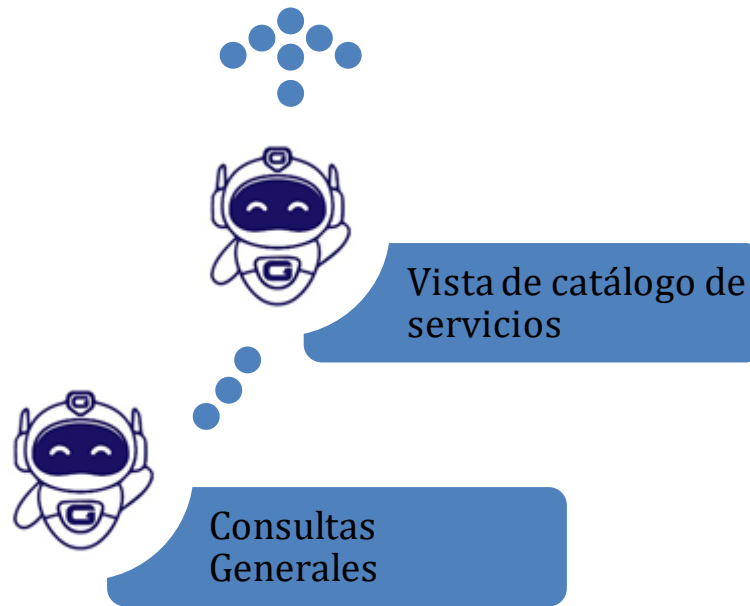 Vista de catálogo de
servicios
G
Consultas
Generales
G